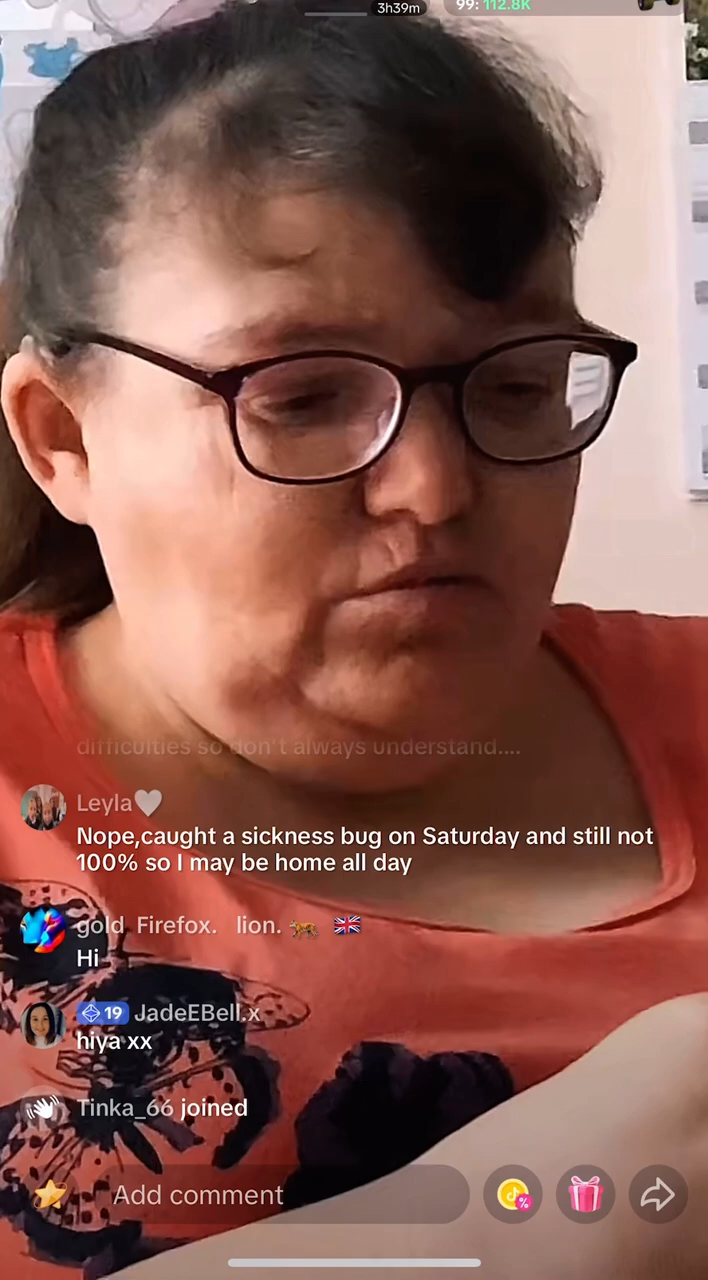 3h39m
99: 112.8K
difficulties so don't always understand....
Leyla🤍
Nope,caught a sickness bug on Saturday and still not
100% so I may be home all day
gold Firefox. lion. 🐆 🇬🇧
Hi
19 JadeEBell.x
hiya xx
Tinka_66 joined
Add comment